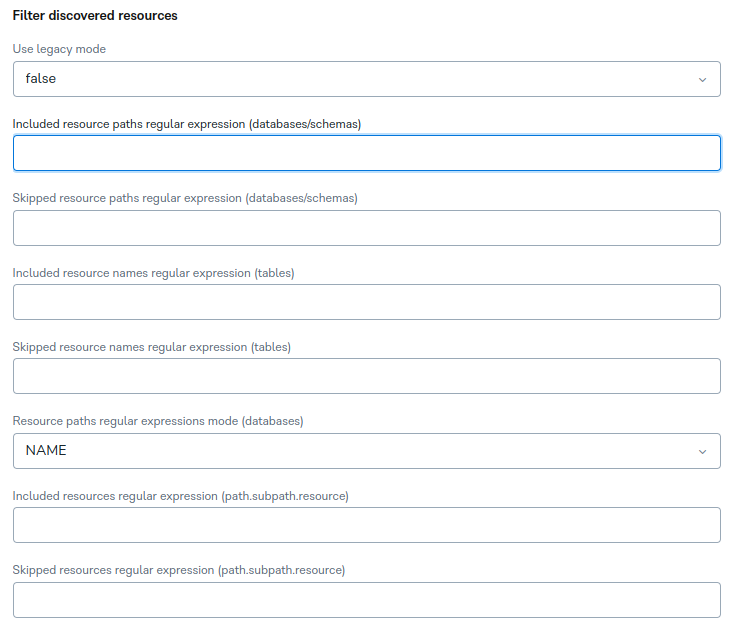 Filter discovered resources
Use legacy mode
false
Included resource paths regular expression (databases/schemas)
Skipped resource paths regular expression (databases/schemas)
Included resource names regular expression (tables)
Skipped resource names regular expression (tables)
Resource paths regular expressions mode (databases)
NAME
Included resources regular expression (path.subpath.resource)
Skipped resources regular expression (path.subpath.resource)